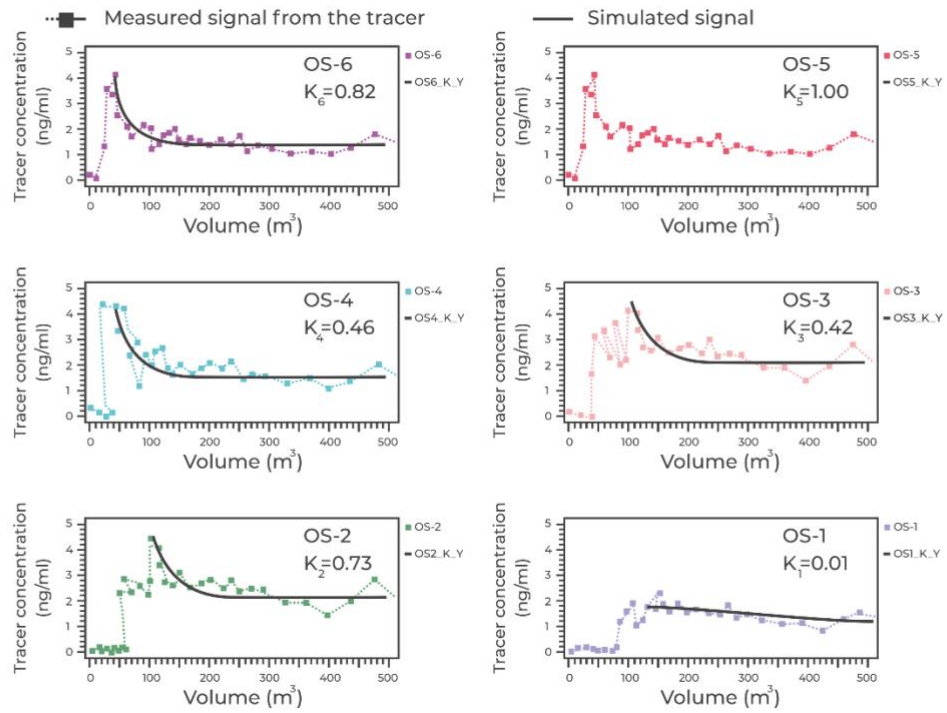 Measured signal from the tracer
Simulated signal
Tracer concentration
(ng/ml)
5
4
3
2
1
0
OS-6
K₆=0.82
0
100
200
300
400
500
Volume (m³)
OS-6
OS6_K_Y
Tracer concentration
(ng/ml)
5
4
3
2
1
0
OS-5
K₅=1.00
0
100
200
300
400
500
Volume (m³)
OS-5
OS5_K_Y
Tracer concentration
(ng/ml)
5
4
3
2
1
0
OS-4
K₄=0.46
0
100
200
300
400
500
Volume (m³)
OS-4
OS4_K_Y
Tracer concentration
(ng/ml)
5
4
3
2
1
0
OS-3
K₃=0.42
0
100
200
300
400
500
Volume (m³)
OS-3
OS3_K_Y
Tracer concentration
(ng/ml)
5
4
3
2
1
0
OS-2
K₂=0.73
0
100
200
300
400
500
Volume (m³)
OS-2
OS2_K_Y
Tracer concentration
(ng/ml)
5
4
3
2
1
0
OS-1
K₁=0.01
0
100
200
300
400
500
Volume (m³)
OS-1
OS1_K_Y